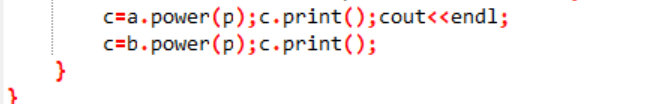 c=a.power(p);c.print();cout<<endl;
c=b.power(p);c.print();
}
}